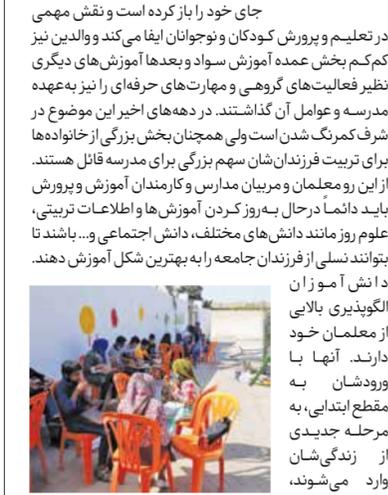 جای خود را باز کرده است و نقش مهمی
در تعلیم و پرورش کودکان و نوجوانان ایفا می‌کند و والدین نیز
کم‌کم بخش عمده آموزش سواد و بعدها آموزش‌های دیگری
نظیر فعالیت‌های گروهی و مهارت‌های حرفه‌ای را نیز به‌عهده
مدرسه و عوامل آن گذاشتند. در دهه‌های اخیر این موضوع در
شرف کمرنگ شدن است ولی همچنان بخش بزرگی از خانواده‌ها
برای تربیت فرزندان‌شان سهم بزرگی برای مدرسه قائل هستند.
از این رو معلمان و مربیان مدارس و کارمندان آموزش و پرورش
باید دائماً درحال به‌روز کردن آموزش‌ها و اطلاعات تربیتی،
علوم روز مانند دانش‌های مختلف، دانش اجتماعی و... باشند تا
بتوانند نسلی از فرزندان جامعه را به بهترین شکل آموزش دهند.
دانش آموزان
الگوپذیری بالایی
از معلمان خود
دارند. آنها با
ورودشان به
مقطع ابتدایی، به
مرحله جدیدی
از زندگی‌شان
وارد می‌شوند،